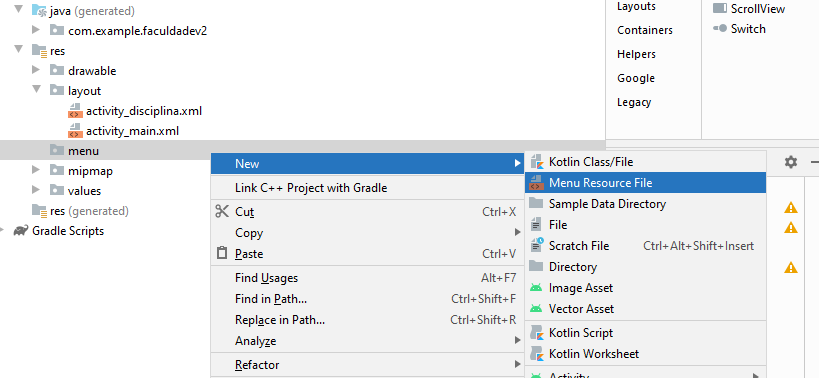 java (generated)
com.example.faculdadev2
res
drawable
layout
activity_disciplina.xml
activity_main.xml
menu
mipmap
values
res (generated)
Gradle Scripts
New
Link C++ Project with Gradle
Cut Ctrl+X
Copy
Paste Ctrl+V
Find Usages Alt+F7
Find in Path... Ctrl+Shift+F
Replace in Path... Ctrl+Shift+R
Analyze
Refactor
Kotlin Class/File
Menu Resource File
Sample Data Directory
File
Scratch File Ctrl+Alt+Shift+Insert
Directory
Image Asset
Vector Asset
Kotlin Script
Kotlin Worksheet
Activity
Layouts
Containers
Helpers
Google
Legacy
ScrollView
Switch